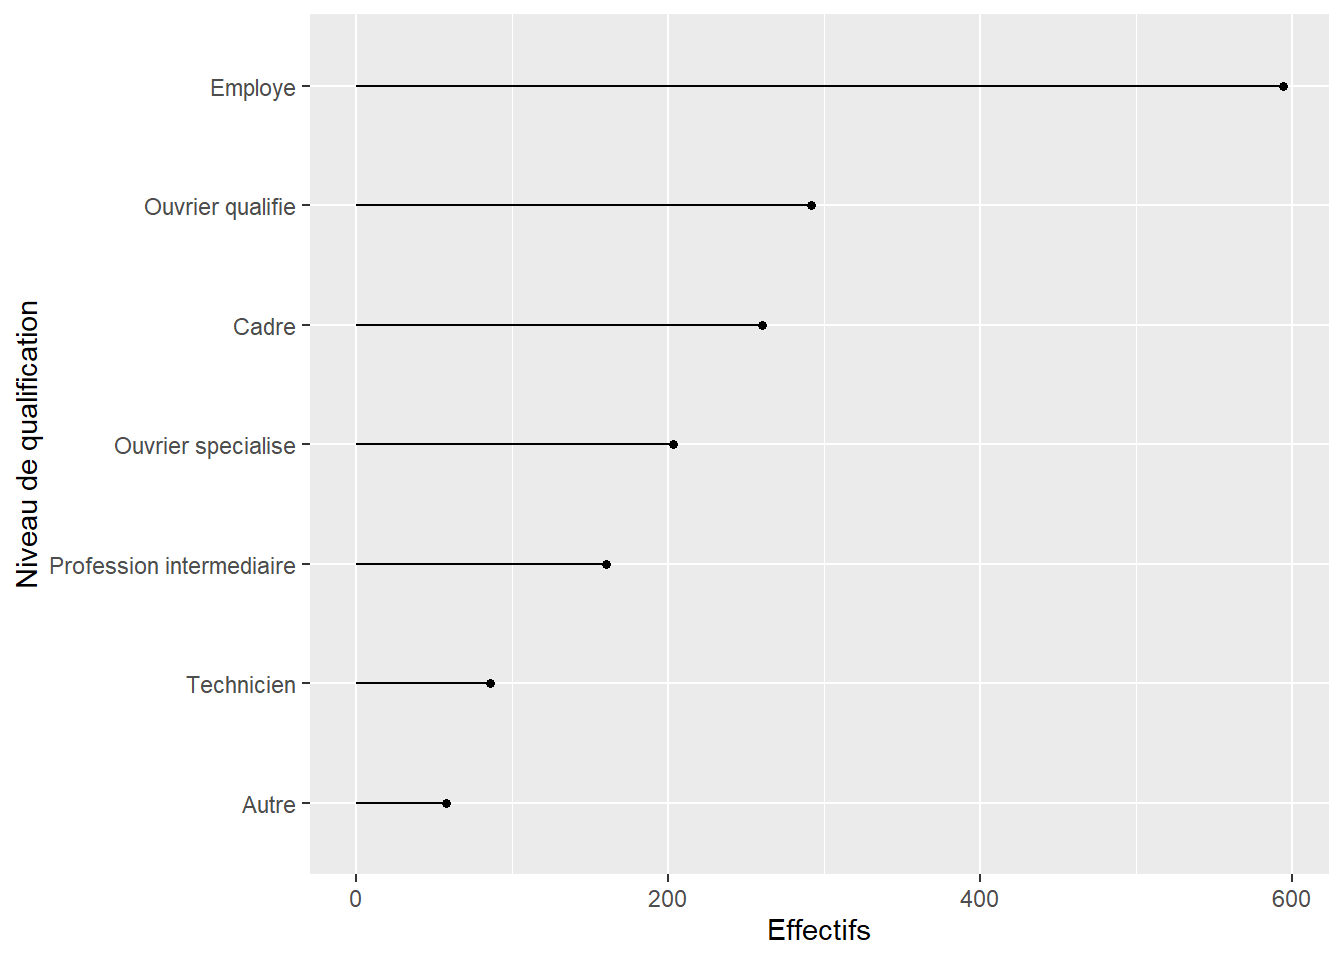 Employe
Ouvrier qualifie
Cadre
Ouvrier specialise
Profession intermediaire
Technicien
Autre
Niveau de qualification
0 200 400 600
Effectifs